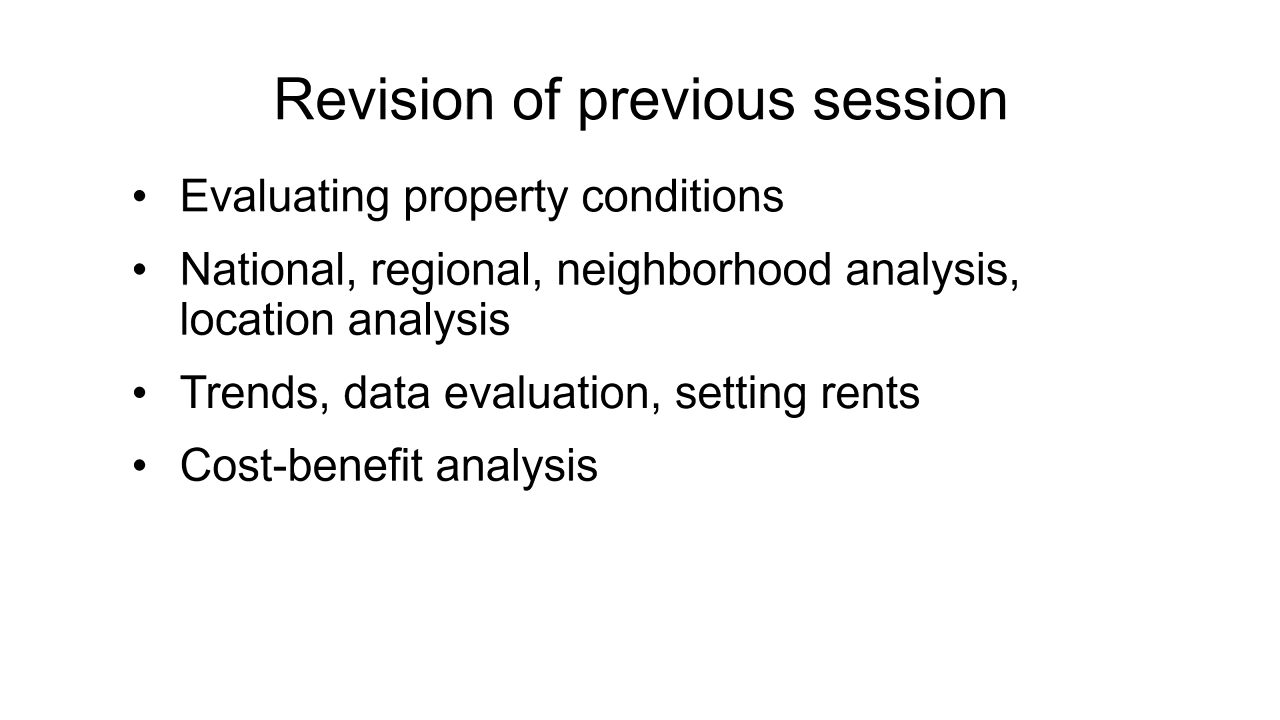 Revision of previous session
• Evaluating property conditions
• National, regional, neighborhood analysis,
location analysis
• Trends, data evaluation, setting rents
• Cost-benefit analysis